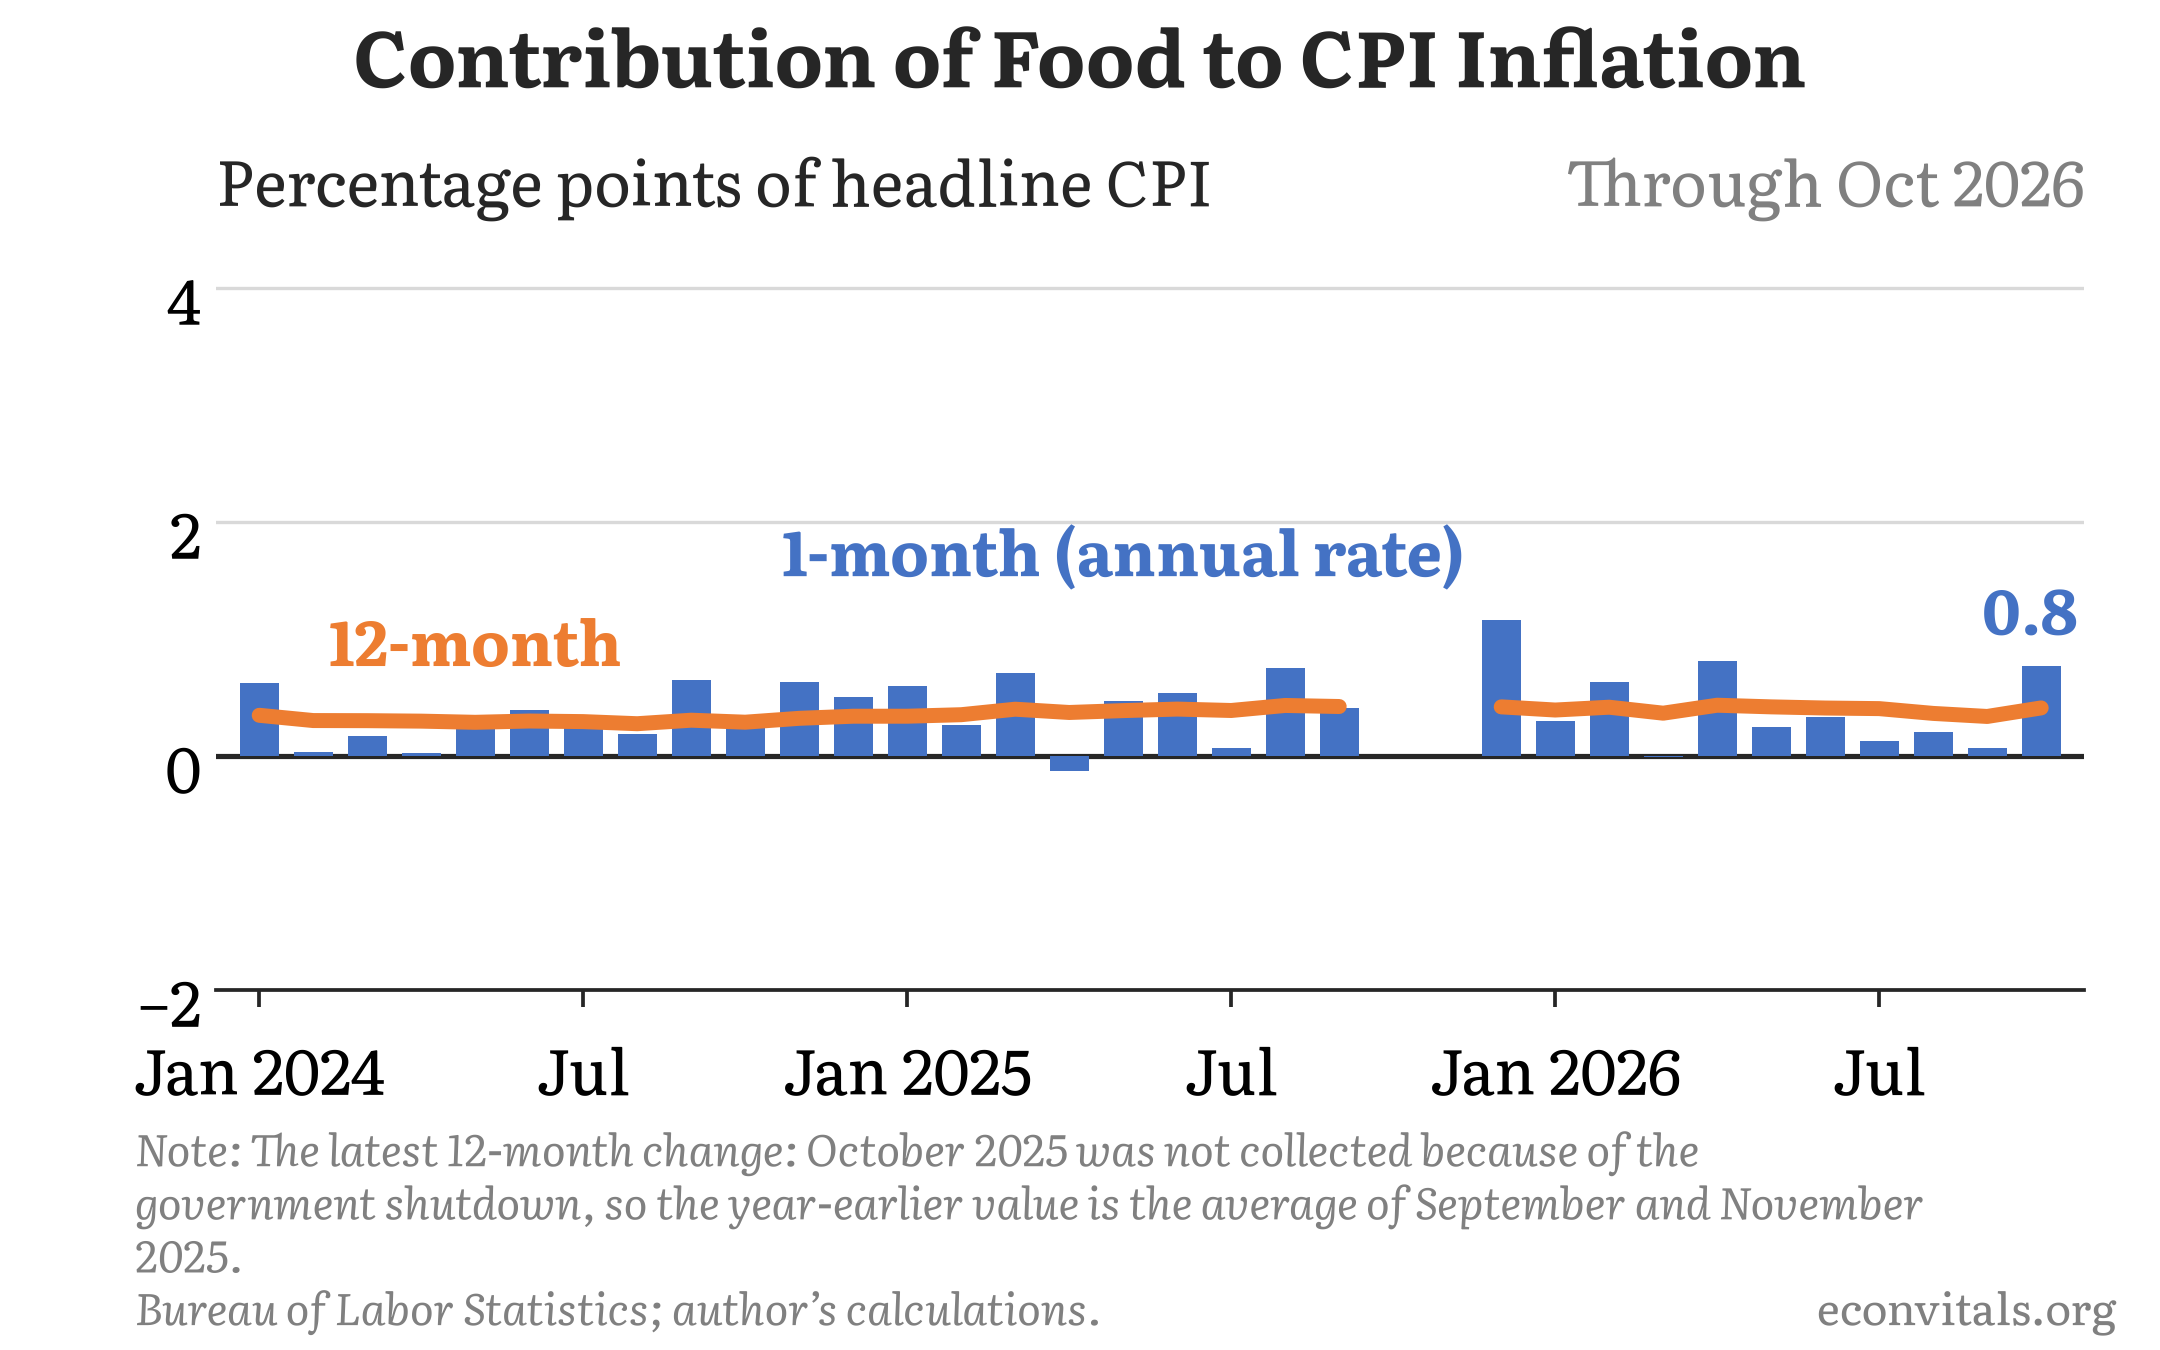 Contribution of Food to CPI Inflation
Percentage points of headline CPI
Through Oct 2026
4
2
1-month (annual rate)
0.8
12-month
0
−2
Jan 2024
Jul
Jan 2025
Jul
Jan 2026
Jul
Note: The latest 12-month change: October 2025 was not collected because of the
government shutdown, so the year-earlier value is the average of September and November
2025.
Bureau of Labor Statistics; author’s calculations.
econvitals.org